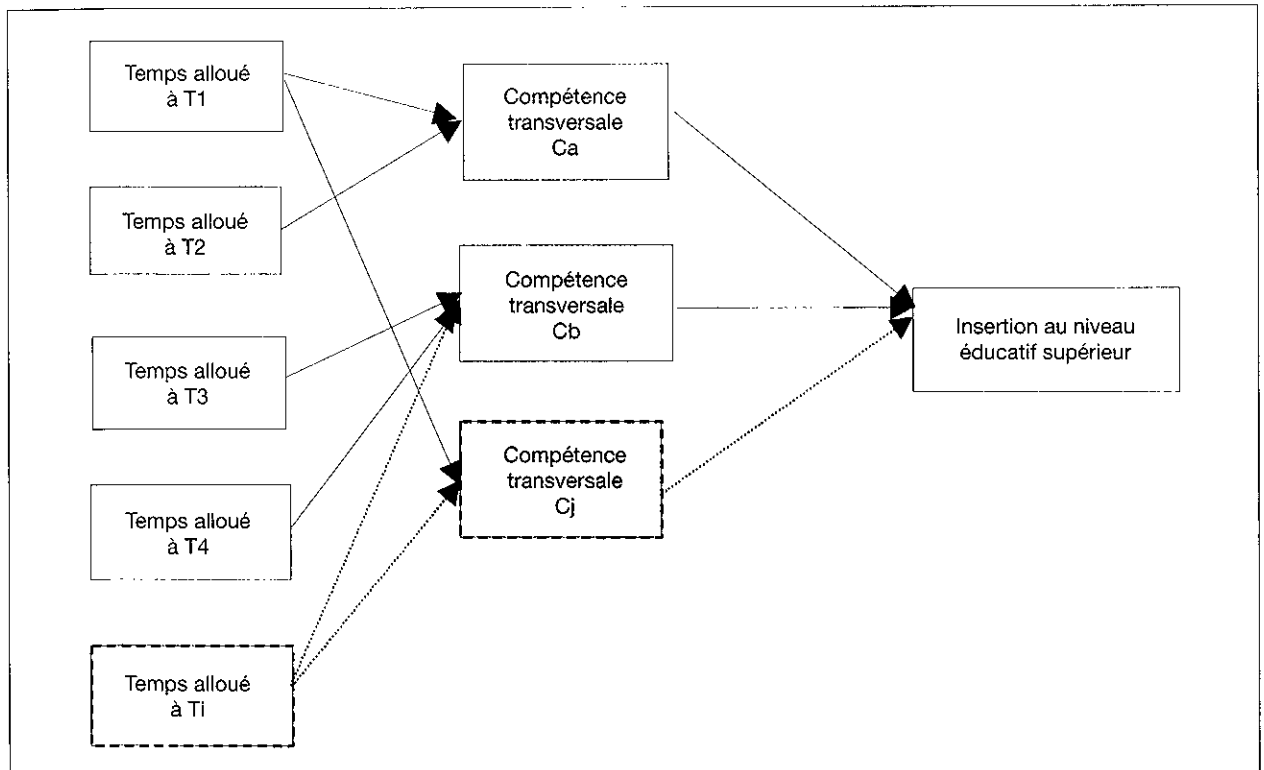 Temps alloué
à T1
Temps alloué
à T2
Temps alloué
à T3
Temps alloué
à T4
Temps alloué
à Ti
Compétence
transversale
Ca
Compétence
transversale
Cb
Compétence
transversale
Cj
Insertion au niveau
éducatif supérieur